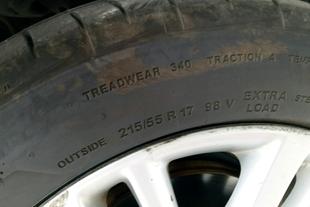 TREADWEAR 340 TRACTION A
OUTSIDE 215/55 R 17 98 V EXTRA LOAD